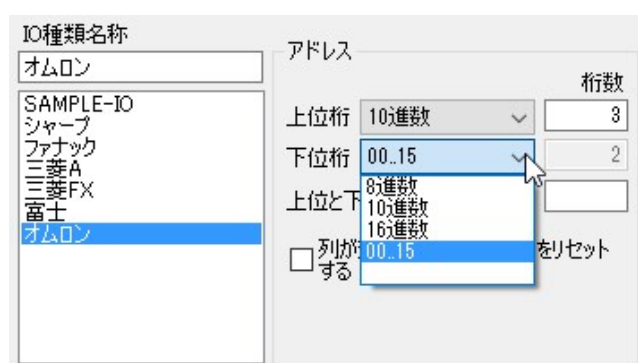 IO種類名称
オムロン
SAMPLE-IO
シャープ
ファナック
三菱A
三菱FX
富士
オムロン
アドレス
桁数
上位桁 10進数 3
下位桁 00..15 2
8進数
10進数
16進数
00..15
上位と下
列が
をリセット
する